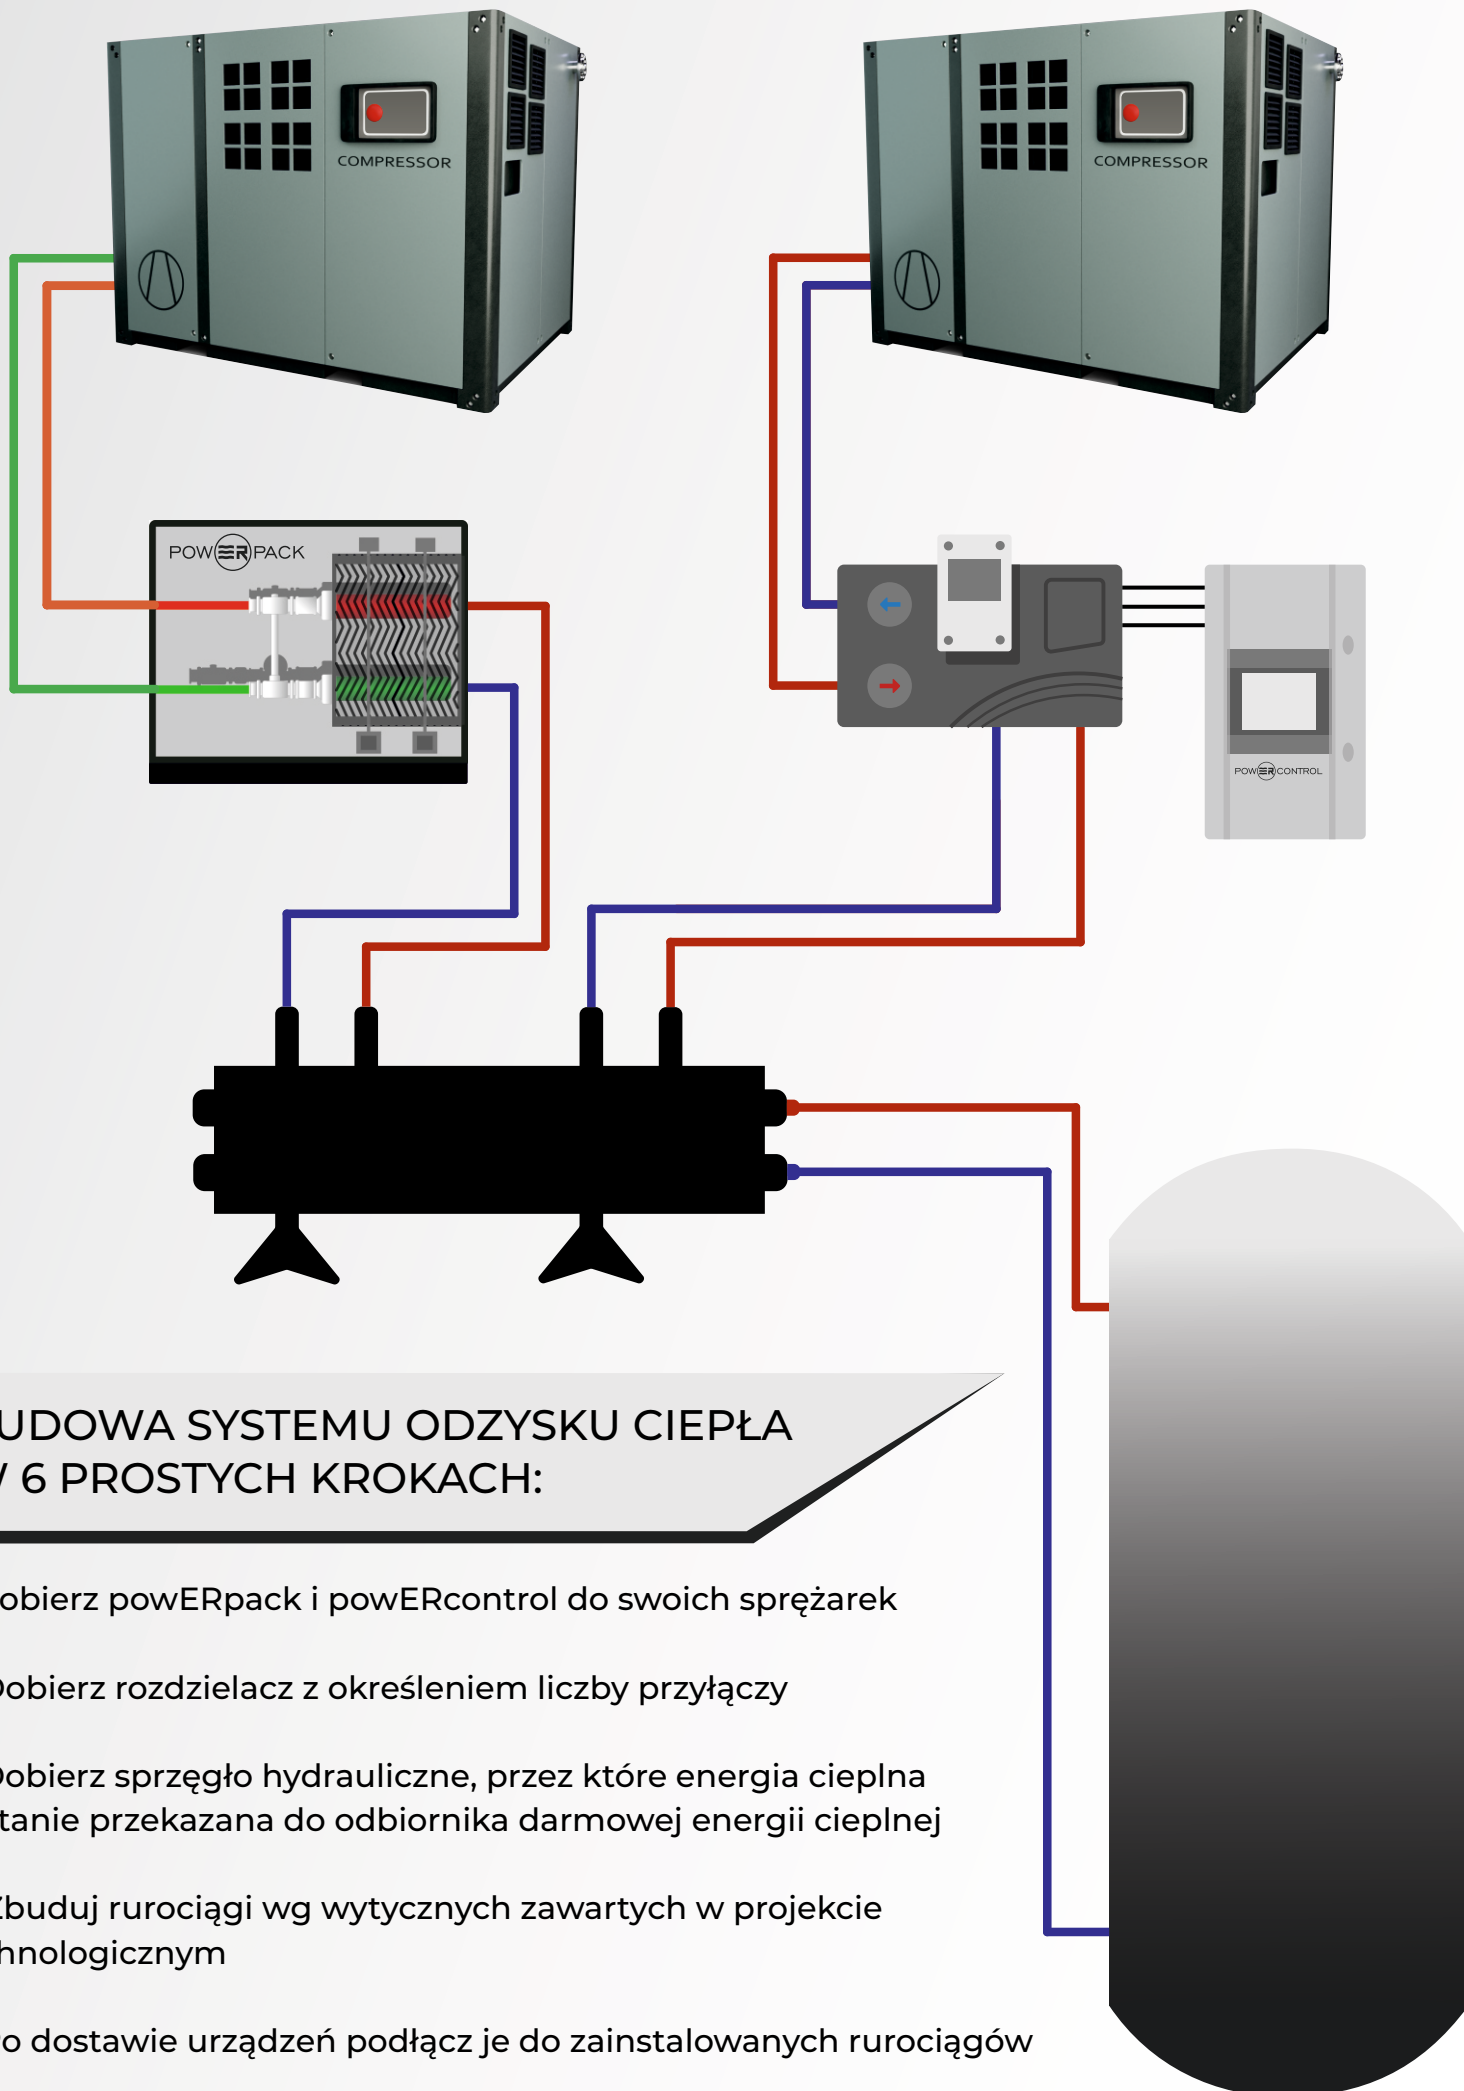 COMPRESSOR
COMPRESSOR
POWERPACK
POWERCONTROL
UDOWA SYSTEMU ODZYSKU CIEPŁA
6 PROSTYCH KROKACH:
obierz powERpack i powERcontrol do swoich sprężarek
Dobierz rozdzielacz z określeniem liczby przyłączy
Dobierz sprzęgło hydrauliczne, przez które energia cieplna
tanie przekazana do odbiornika darmowej energii cieplnej
Zbuduj rurociągi wg wytycznych zawartych w projekcie
hnologicznym
o dostawie urządzeń podłącz je do zainstalowanych rurociągów